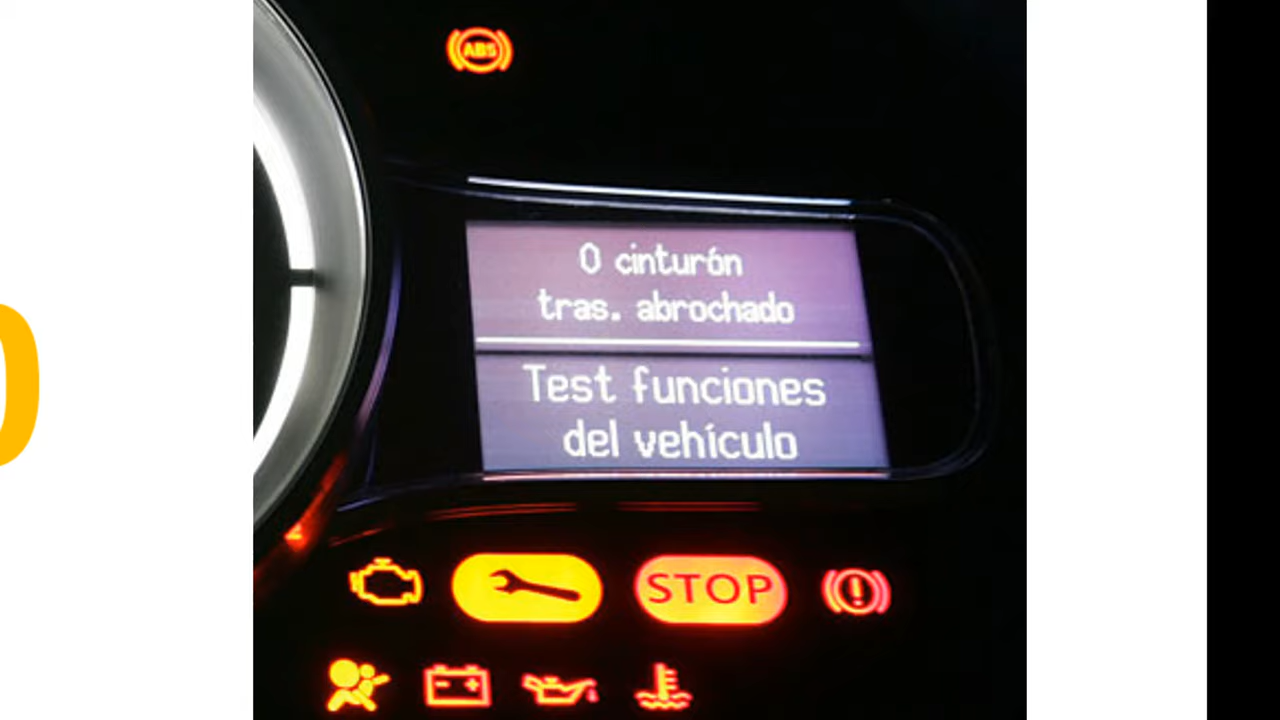 ABS
0 cinturón
tras. abrochado
Test funciones
del vehículo
STOP